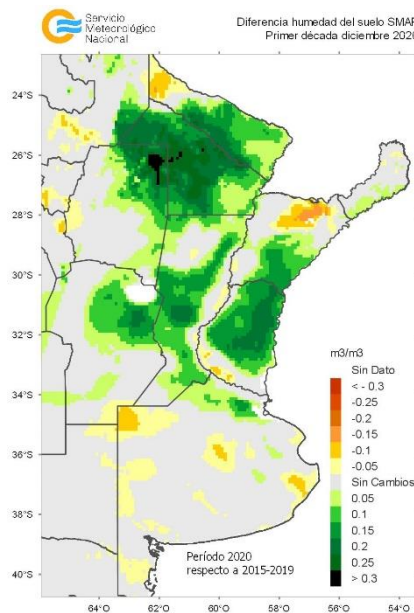 Servicio
Meteorológico
Nacional
Diferencia humedad del suelo SMAP
Primer década diciembre 2020
24°S
26°S
28°S
30°S
32°S
34°S
36°S
38°S
40°S
m3/m3
Sin Dato
< - 0.3
-0.25
-0.2
-0.15
-0.1
-0.05
Sin Cambios
0.05
0.1
0.15
0.2
0.25
> 0.3
Período 2020
respecto a 2015-2019
64°O 62°O 60°O 58°O 56°O 54°O